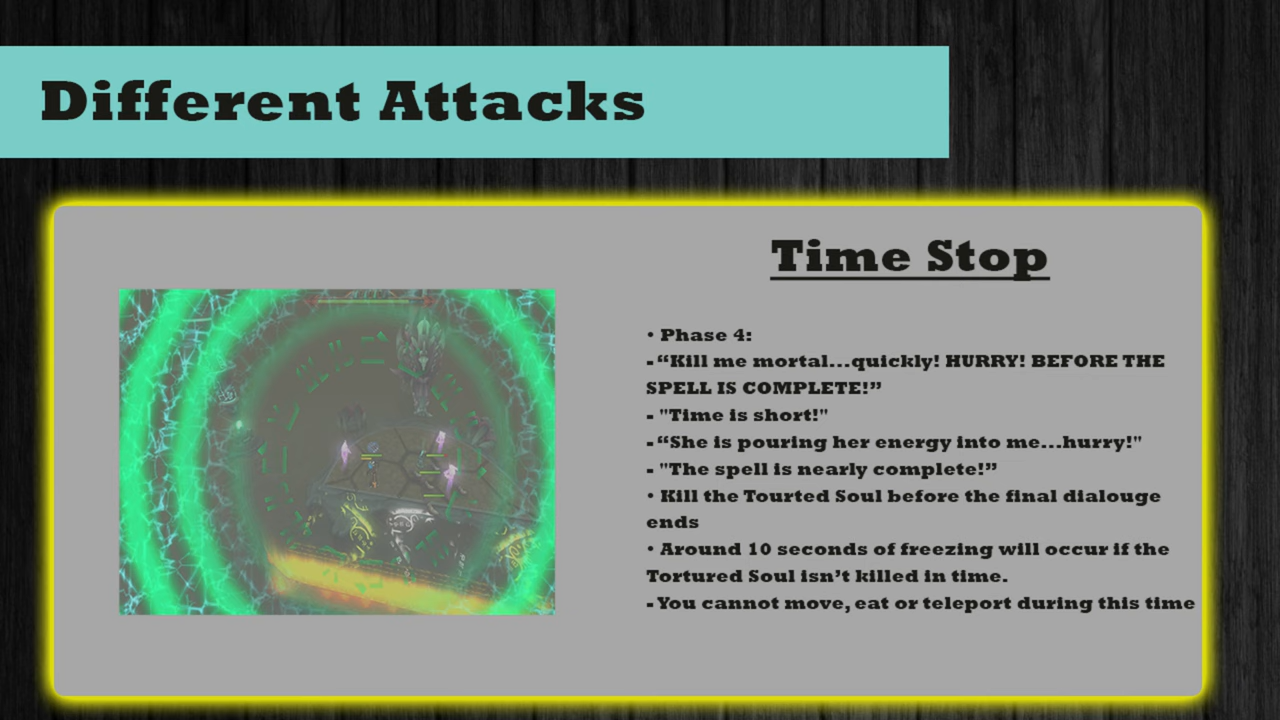 Different Attacks
Time Stop
• Phase 4:
- “Kill me mortal...quickly! HURRY! BEFORE THE
SPELL IS COMPLETE!”
- "Time is short!"
- “She is pouring her energy into me...hurry!"
- "The spell is nearly complete!”
• Kill the Tourted Soul before the final dialouge
ends
• Around 10 seconds of freezing will occur if the
Tortured Soul isn’t killed in time.
- You cannot move, eat or teleport during this time